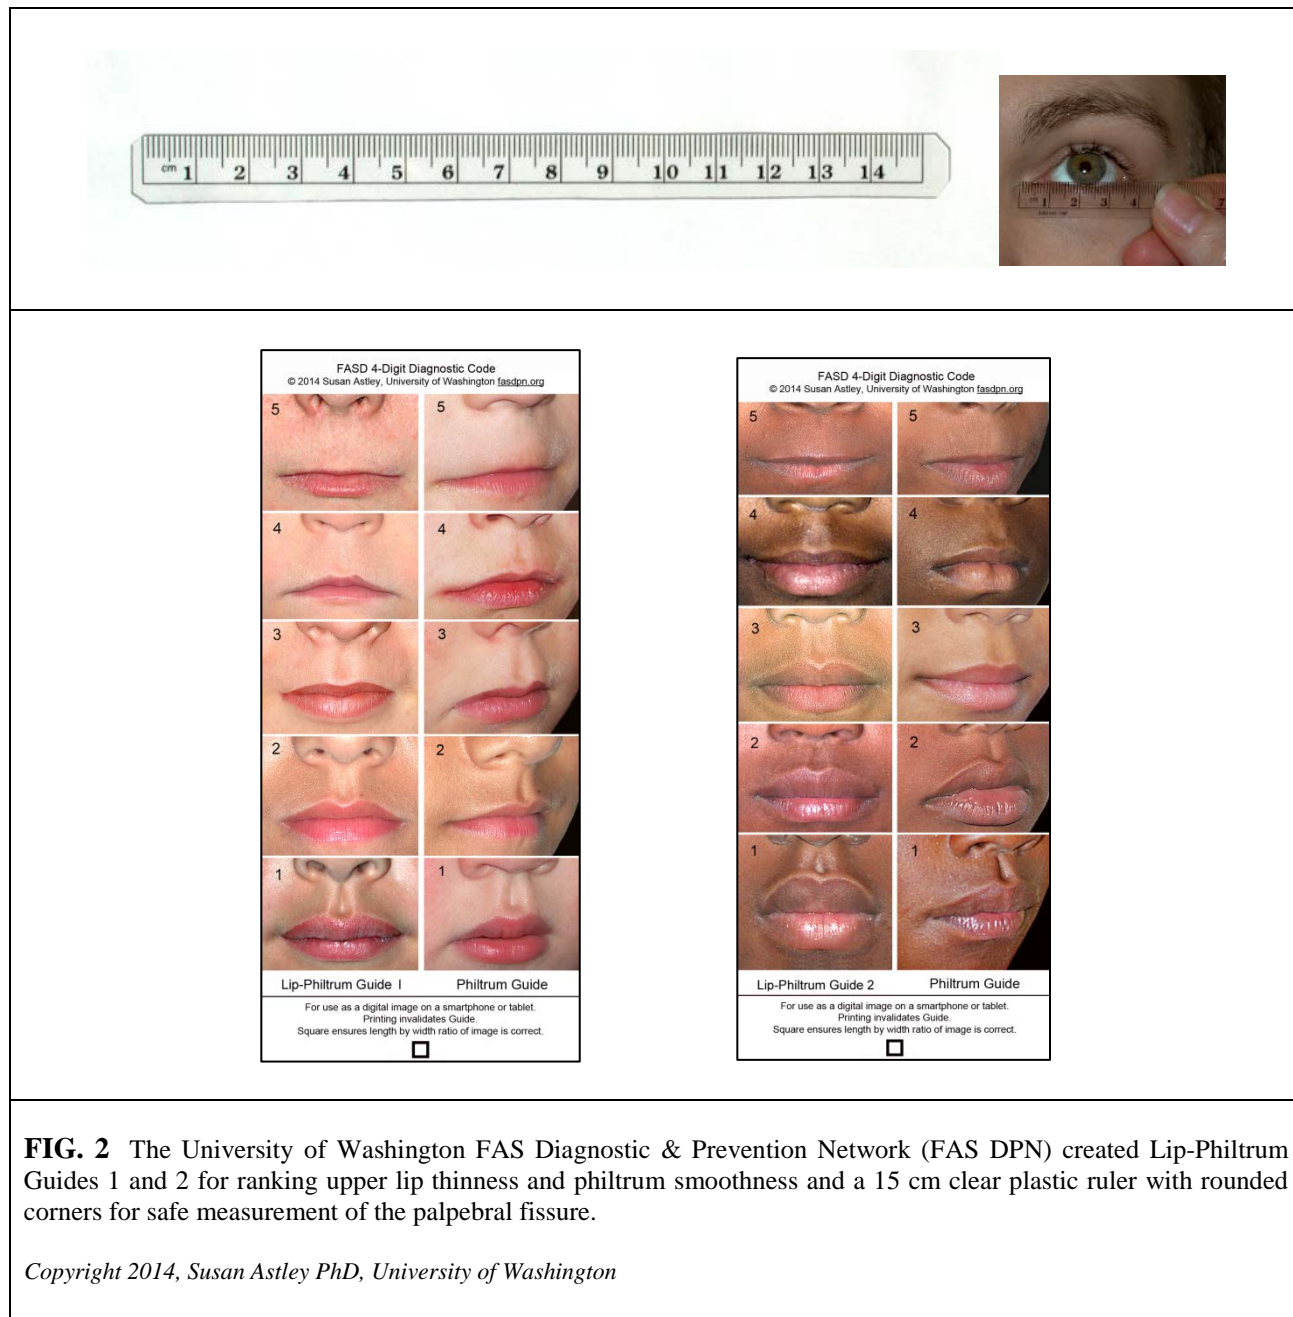 cm 1 2 3 4 5 6 7 8 9 10 11 12 13 14
cm 1 2 3 4 7
FASD 4-Digit Diagnostic Code
© 2014 Susan Astley, University of Washington fasdpn.org
5 5
4 4
3 3
2 2
1 1
Lip-Philtrum Guide I Philtrum Guide
For use as a digital image on a smartphone or tablet.
Printing invalidates Guide.
Square ensures length by width ratio of image is correct.
FASD 4-Digit Diagnostic Code
© 2014 Susan Astley, University of Washington fasdpn.org
5 5
4 4
3 3
2 2
1 1
Lip-Philtrum Guide 2 Philtrum Guide
For use as a digital image on a smartphone or tablet.
Printing invalidates Guide.
Square ensures length by width ratio of image is correct.
FIG. 2 The University of Washington FAS Diagnostic & Prevention Network (FAS DPN) created Lip-Philtrum
Guides 1 and 2 for ranking upper lip thinness and philtrum smoothness and a 15 cm clear plastic ruler with rounded
corners for safe measurement of the palpebral fissure.
Copyright 2014, Susan Astley PhD, University of Washington